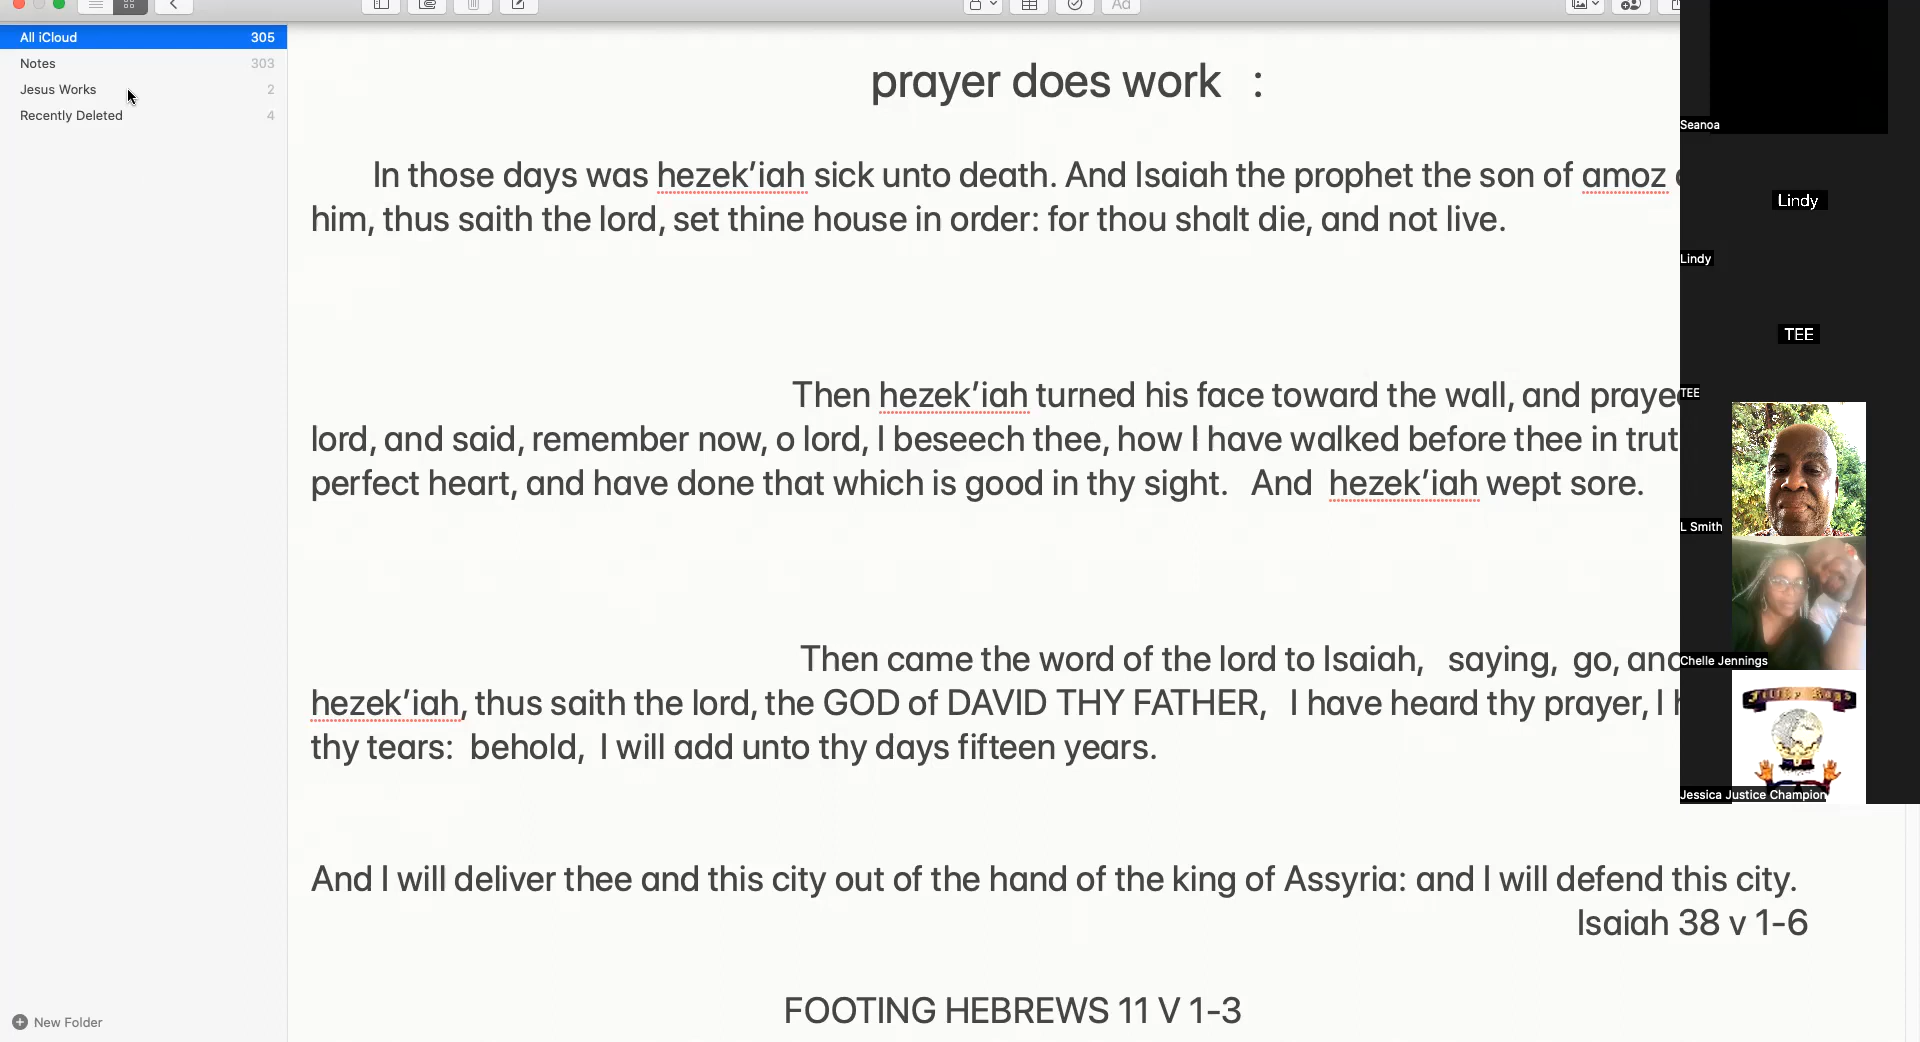 All iCloud 305
Notes 303
Jesus Works 2
Recently Deleted 4
New Folder
Aa
prayer does work :
In those days was hezek’iah sick unto death. And Isaiah the prophet the son of amoz
him, thus saith the lord, set thine house in order: for thou shalt die, and not live.
Then hezek’iah turned his face toward the wall, and
lord, and said, remember now, o lord, I beseech thee, how I have walked before thee in
perfect heart, and have done that which is good in thy sight. And hezek’iah wept sore.
Then came the word of the lord to Isaiah, saying, go,
hezek’iah, thus saith the lord, the GOD of DAVID THY FATHER, I have heard thy prayer, I
thy tears: behold, I will add unto thy days fifteen years.
And I will deliver thee and this city out of the hand of the king of Assyria: and I will defend this city.
Isaiah 38 v 1-6
FOOTING HEBREWS 11 V 1-3
Seanoa
Lindy
Lindy
TEE
TEE
L Smith
Chelle Jennings
Jessica Justice Champion